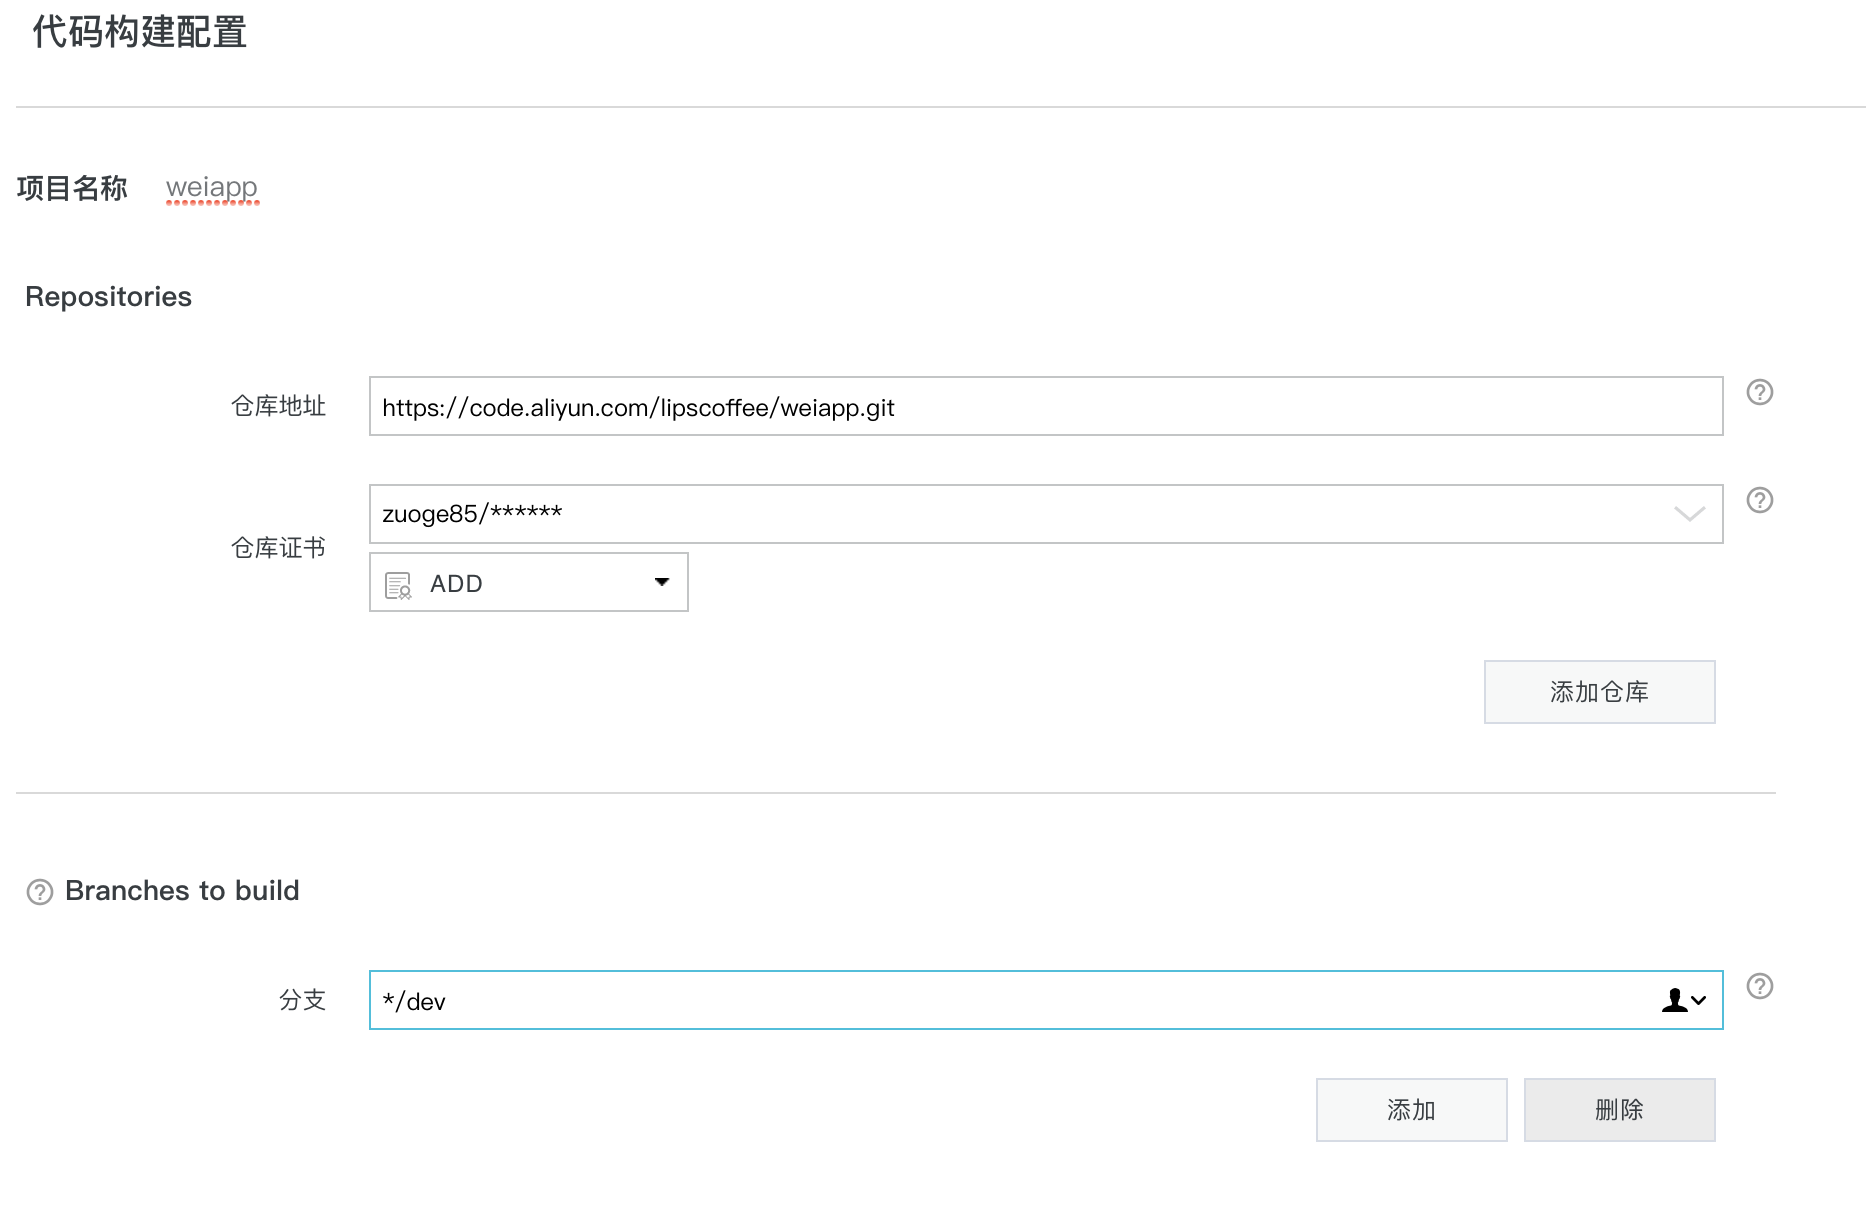 代码构建配置
项目名称 weiapp
Repositories
仓库地址 https://code.aliyun.com/lipscoffee/weiapp.git
仓库证书 zuoge85/******
ADD
添加仓库
Branches to build
分支 */dev
添加 删除